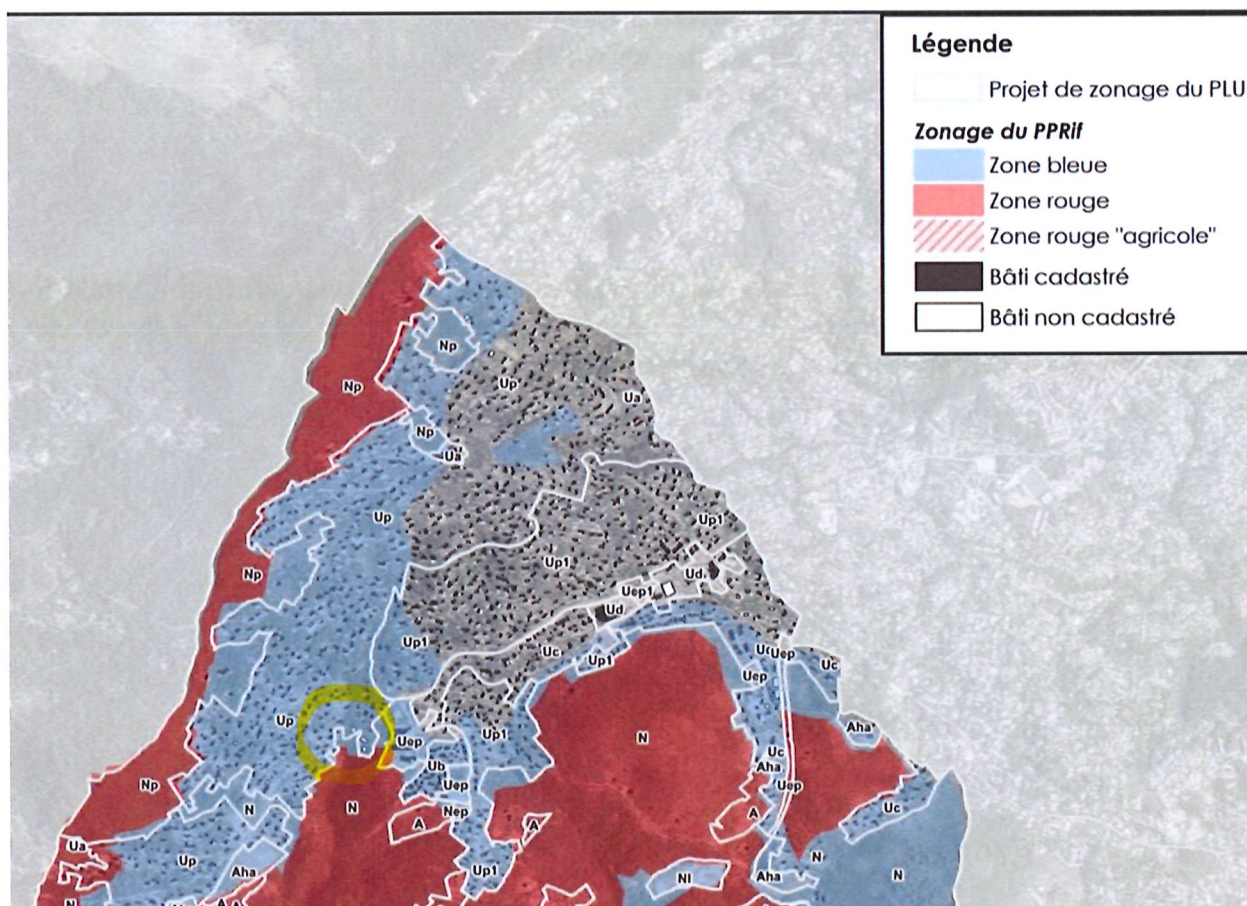 Légende
Projet de zonage du PLU
Zonage du PPRif
Zone bleue
Zone rouge
Zone rouge "agricole"
Bâti cadastré
Bâti non cadastré
Np
Up
Np
Ua
Np
Ua
Up
Up1
Up1
Ud
Np
Uep1
Ud
Up1
Uc
Up1
Uep
Uc
Uep
Aha
Up
Up1
N
Uep
Uc
Ub
Aha
Np
Uep
Uep
N
N
Nep
A
A
A
Uc
Ua
Up
N
Aha
Up1
Aha
Nl
N
N
A